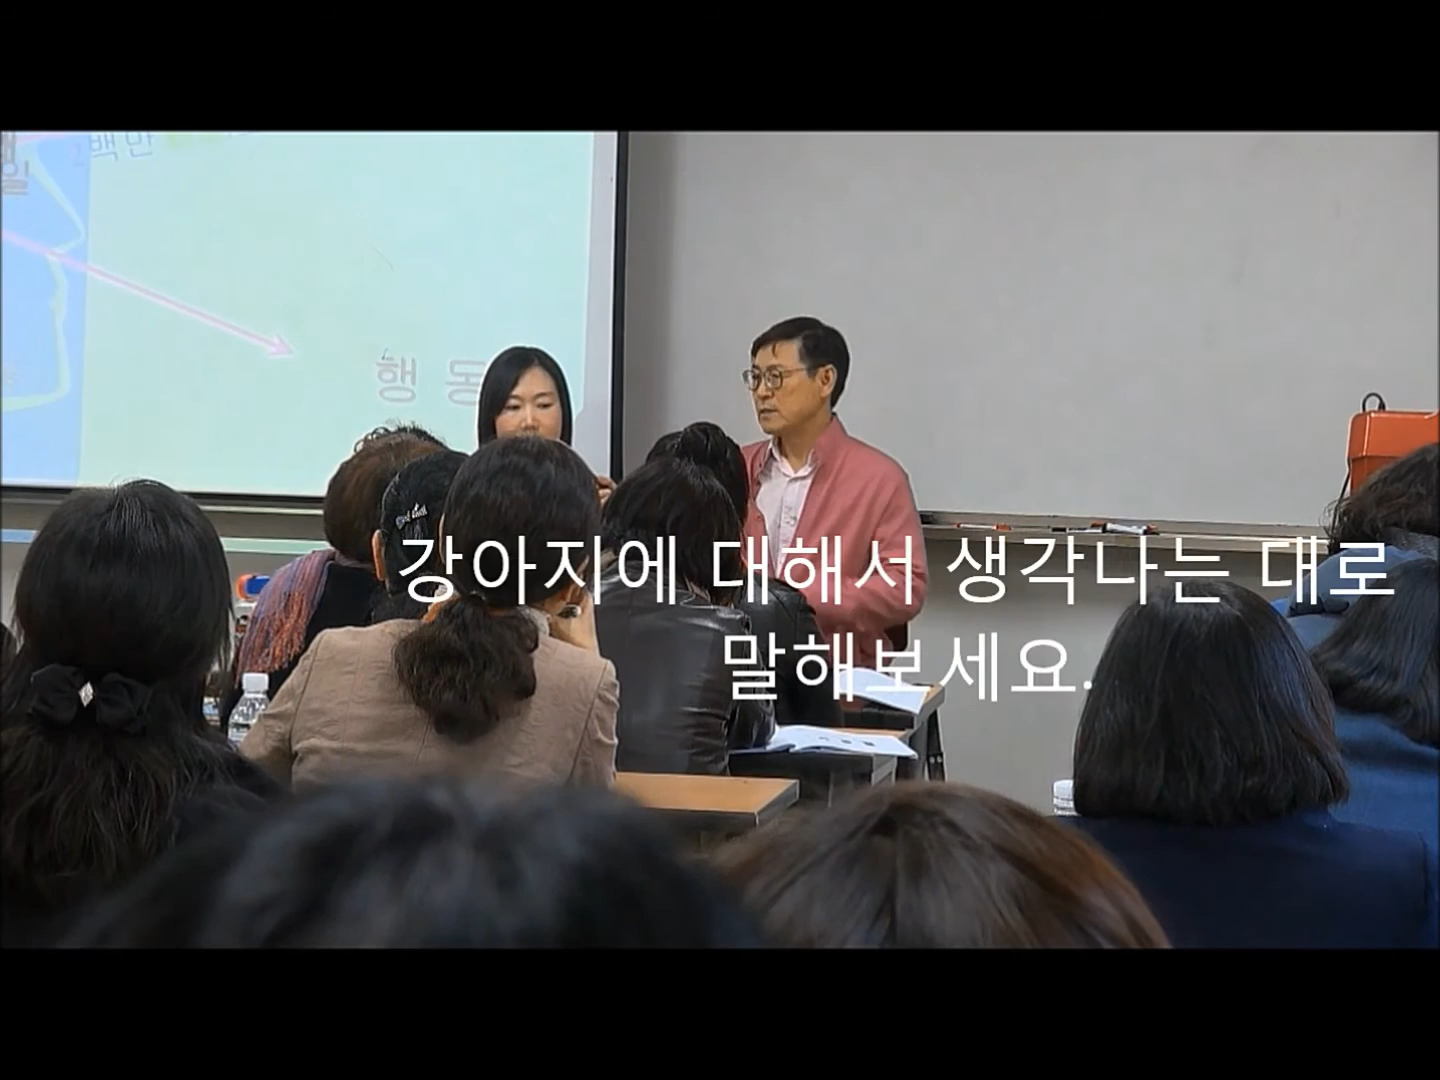 백만
행동
강아지에 대해서 생각나는 대로
말해보세요.